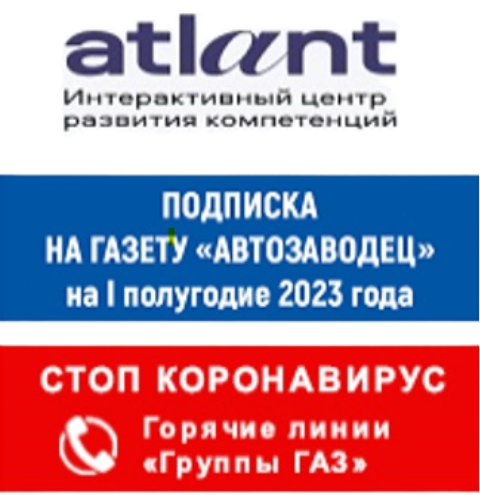 atlant
Интерактивный центр
развития компетенций
ПОДПИСКА
НА ГАЗЕТУ «АВТОЗАВОДЕЦ»
на I полугодие 2023 года
СТОП КОРОНАВИРУС
Горячие линии
«Группы ГАЗ»